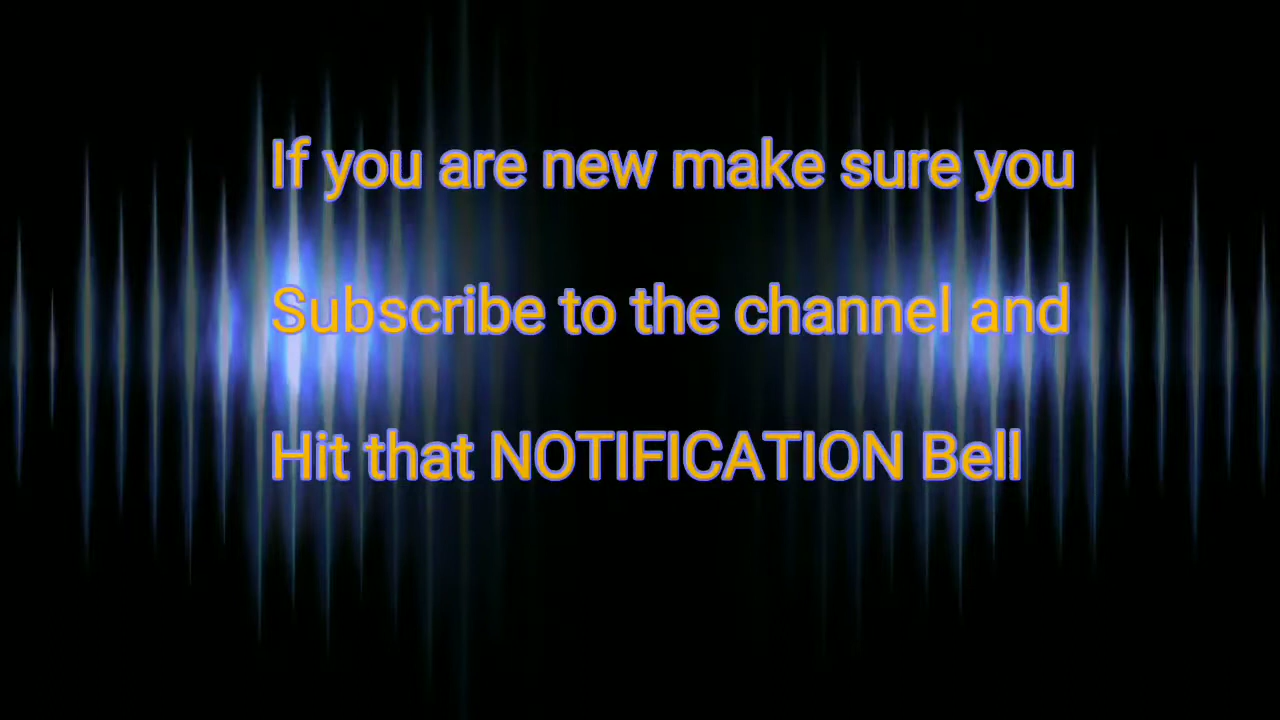 If you are new make sure you
Subscribe to the channel and
Hit that NOTIFICATION Bell